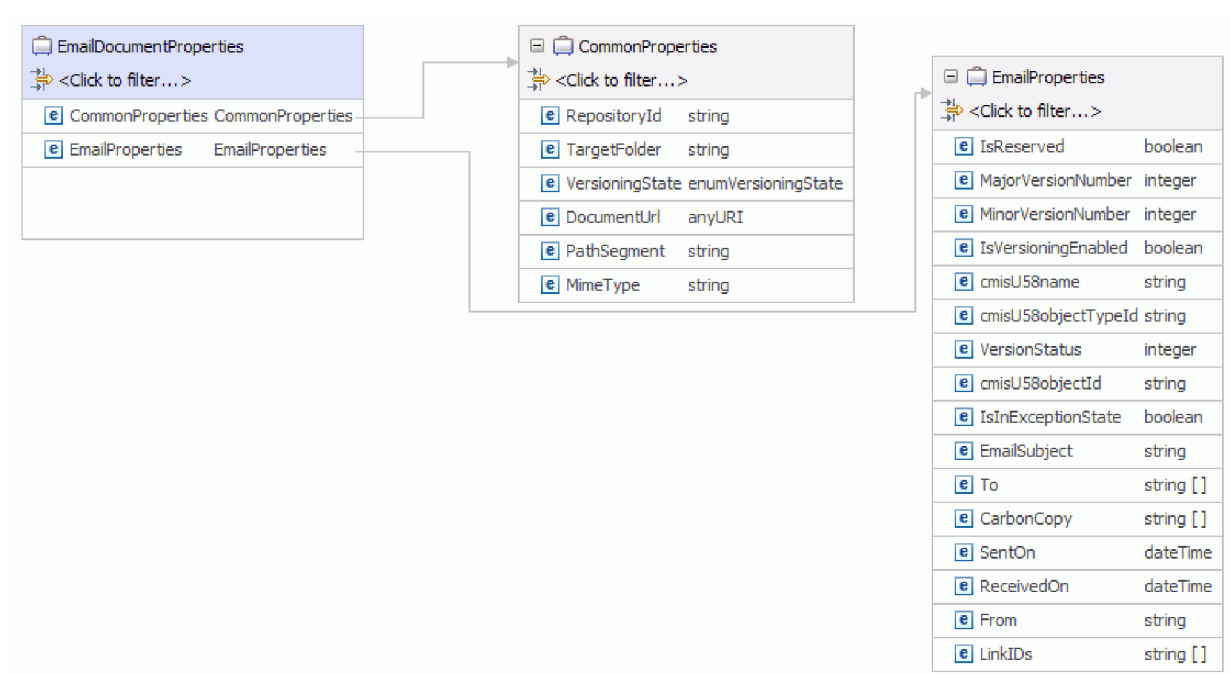 EmailDocumentProperties
<Click to filter...>
CommonProperties CommonProperties
EmailProperties EmailProperties
CommonProperties
<Click to filter...>
RepositoryId string
TargetFolder string
VersioningState enumVersioningState
DocumentUrl anyURI
PathSegment string
MimeType string
EmailProperties
<Click to filter...>
IsReserved boolean
MajorVersionNumber integer
MinorVersionNumber integer
IsVersioningEnabled boolean
cmisU58name string
cmisU58objectTypeId string
VersionStatus integer
cmisU58objectId string
IsInExceptionState boolean
EmailSubject string
To string []
CarbonCopy string []
SentOn dateTime
ReceivedOn dateTime
From string
LinkIDs string []